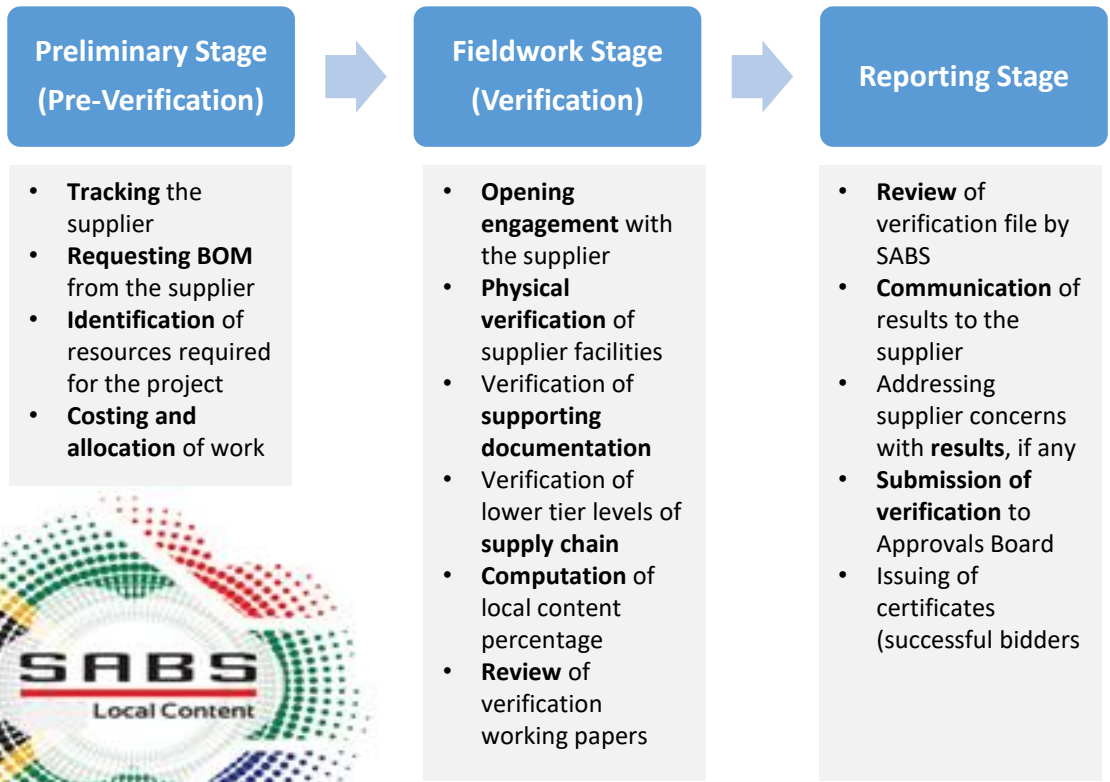 Preliminary Stage
(Pre-Verification)
• Tracking the
supplier
• Requesting BOM
from the supplier
• Identification of
resources required
for the project
• Costing and
allocation of work
SABS
Local Content
Fieldwork Stage
(Verification)
• Opening
engagement with
the supplier
• Physical
verification of
supplier facilities
• Verification of
supporting
documentation
• Verification of
lower tier levels of
supply chain
• Computation of
local content
percentage
• Review of
verification
working papers
Reporting Stage
• Review of
verification file by
SABS
• Communication of
results to the
supplier
• Addressing
supplier concerns
with results, if any
• Submission of
verification to
Approvals Board
• Issuing of
certificates
(successful bidders